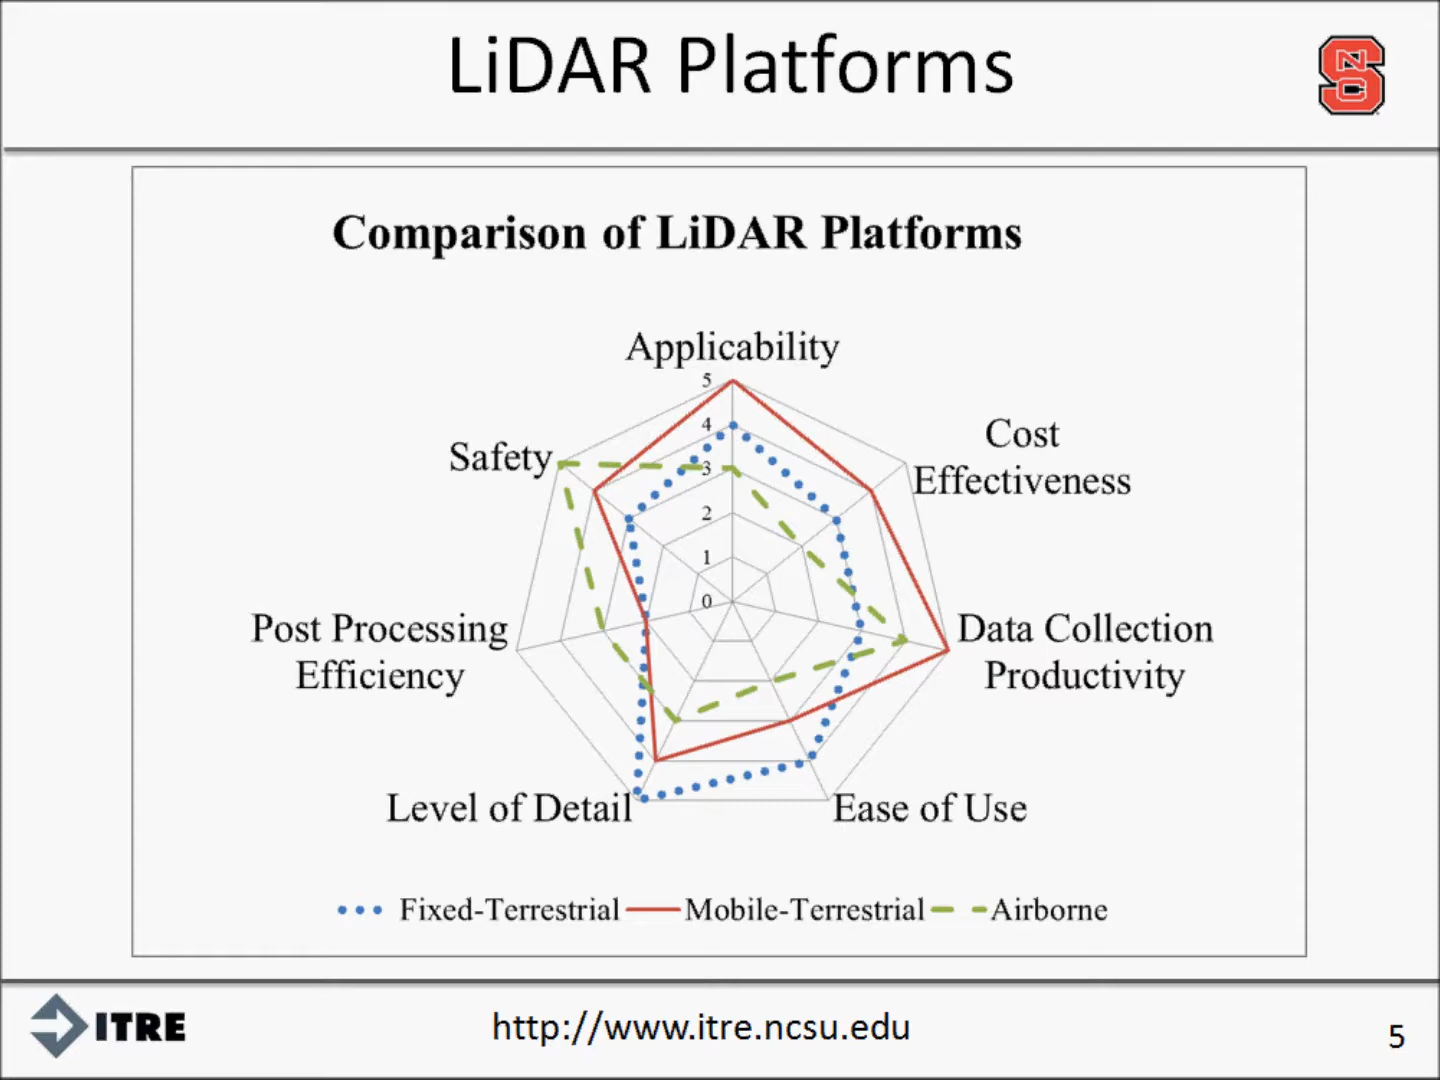 LiDAR Platforms
NC
S
Comparison of LiDAR Platforms
Applicability
5
4
3
2
1
0
Cost
Effectiveness
Safety
Data Collection
Productivity
Post Processing
Efficiency
Level of Detail
Ease of Use
Fixed-Terrestrial
Mobile-Terrestrial
Airborne
ITRE
http://www.itre.ncsu.edu
5